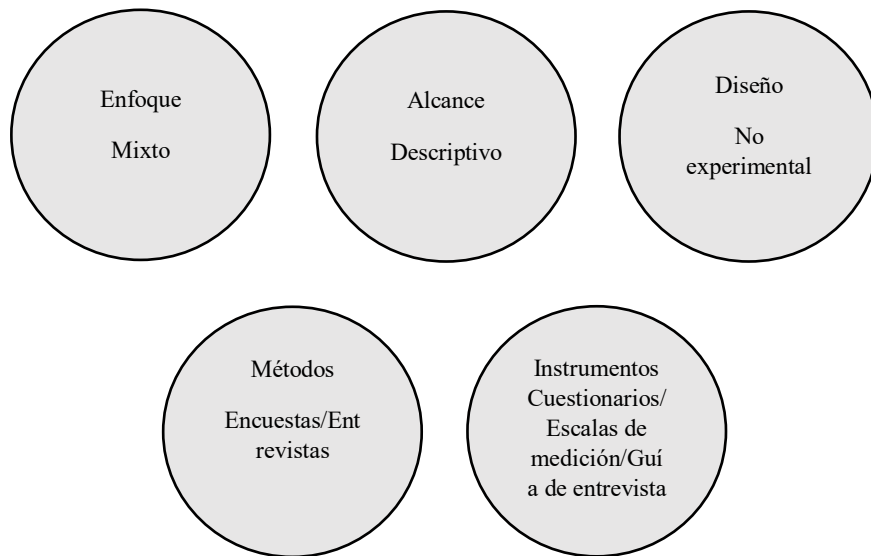 Enfoque
Mixto
Alcance
Descriptivo
Diseño
No
experimental
Métodos
Encuestas/Ent
revistas
Instrumentos
Cuestionarios/
Escalas de
medición/Guí
a de entrevista